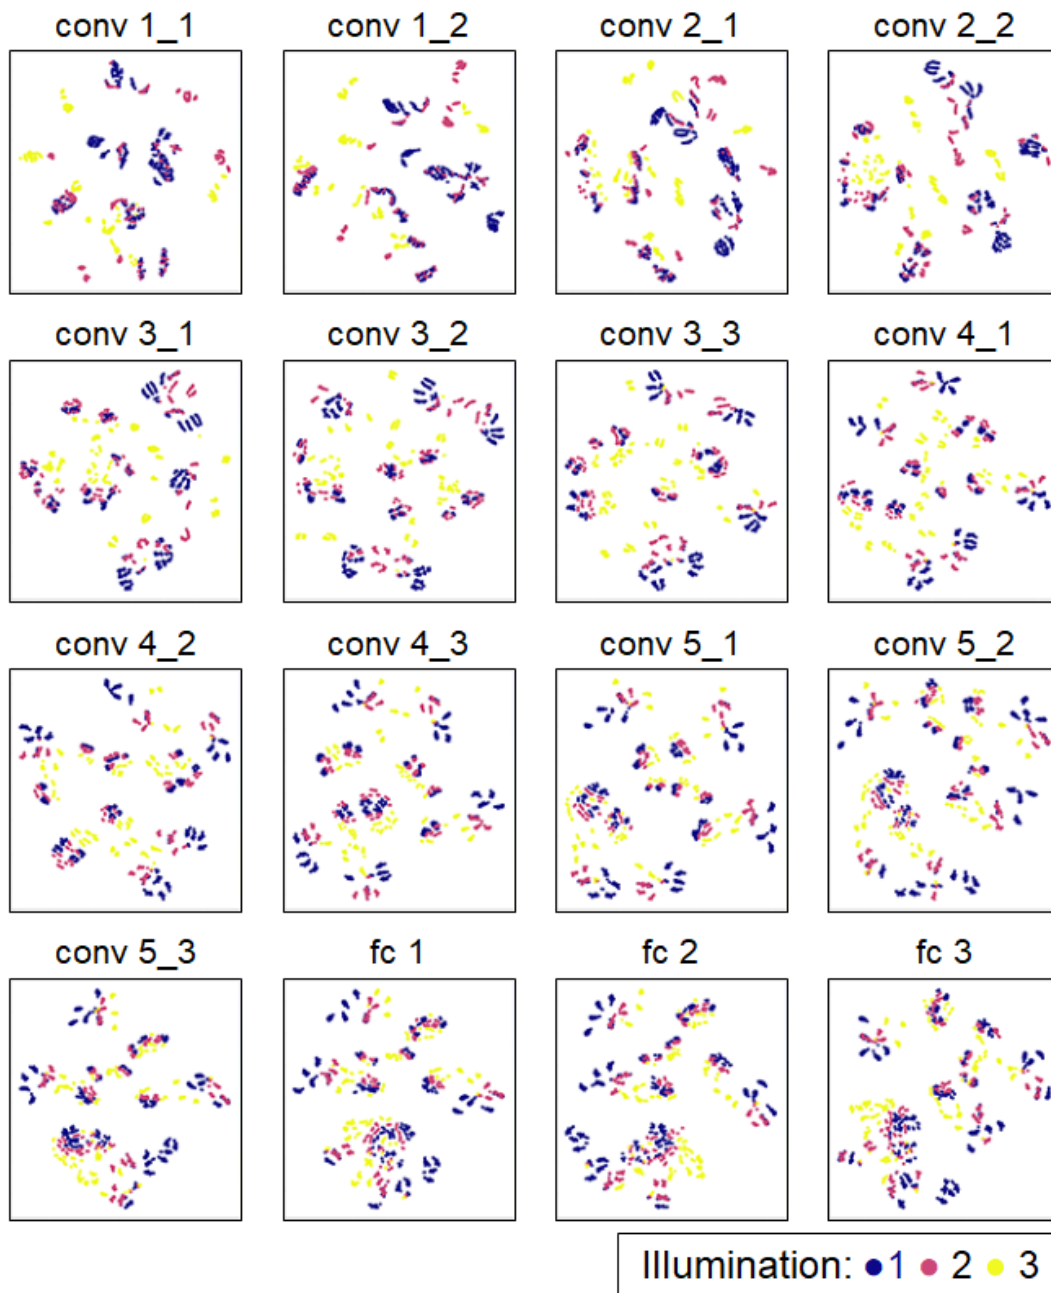 conv 1_1 conv 1_2 conv 2_1 conv 2_2
conv 3_1 conv 3_2 conv 3_3 conv 4_1
conv 4_2 conv 4_3 conv 5_1 conv 5_2
conv 5_3 fc 1 fc 2 fc 3
Illumination: 1 2 3